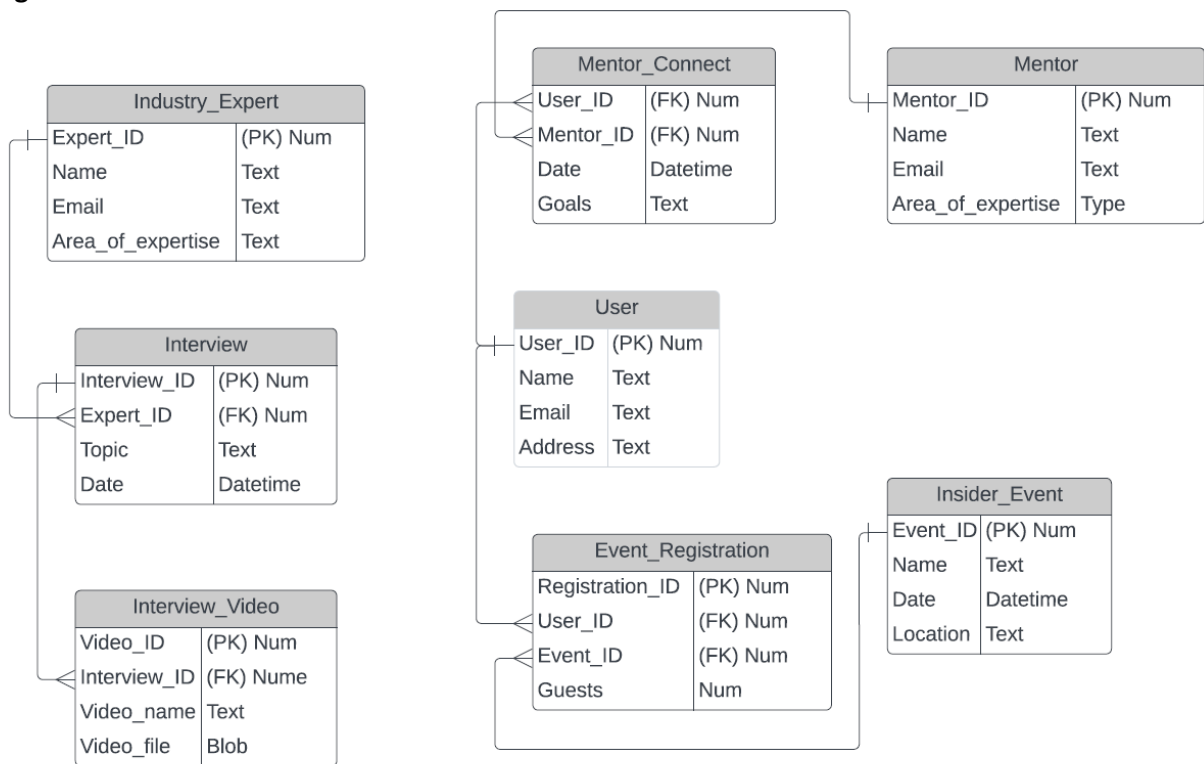 Industry_Expert
Expert_ID (PK) Num
Name Text
Email Text
Area_of_expertise Text
Interview
Interview_ID (PK) Num
Expert_ID (FK) Num
Topic Text
Date Datetime
Interview_Video
Video_ID (PK) Num
Interview_ID (FK) Nume
Video_name Text
Video_file Blob
Mentor_Connect
User_ID (FK) Num
Mentor_ID (FK) Num
Date Datetime
Goals Text
Mentor
Mentor_ID (PK) Num
Name Text
Email Text
Area_of_expertise Type
User
User_ID (PK) Num
Name Text
Email Text
Address Text
Event_Registration
Registration_ID (PK) Num
User_ID (FK) Num
Event_ID (FK) Num
Guests Num
Insider_Event
Event_ID (PK) Num
Name Text
Date Datetime
Location Text